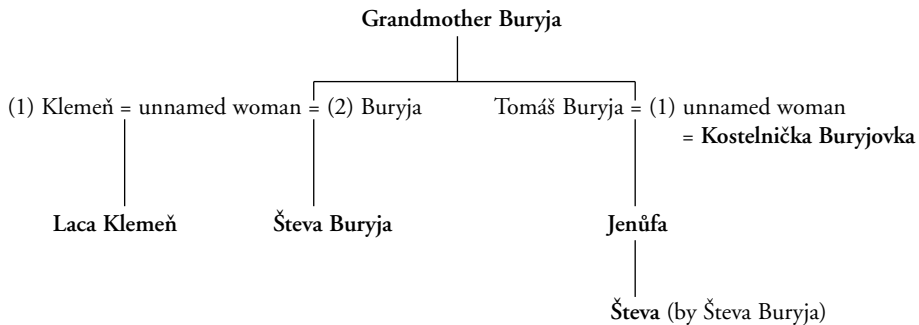 Grandmother Buryja
(1) Klemeň = unnamed woman = (2) Buryja Tomáš Buryja = (1) unnamed woman
= Kostelnička Buryjovka
Laca Klemeň Števa Buryja Jenůfa
Števa (by Števa Buryja)